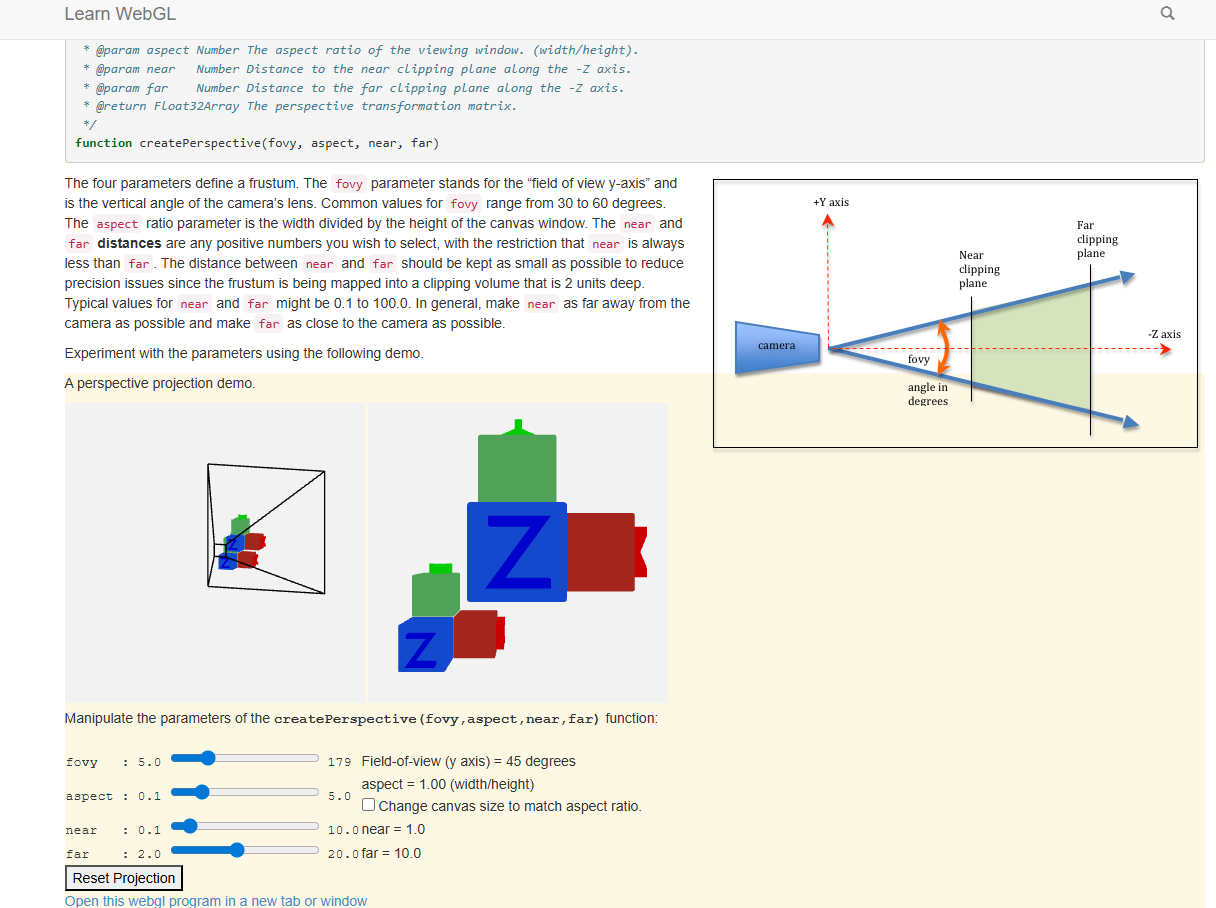 Learn WebGL
* @param aspect Number The aspect ratio of the viewing window. (width/height).
* @param near   Number Distance to the near clipping plane along the -Z axis.
* @param far    Number Distance to the far clipping plane along the -Z axis.
* @return Float32Array The perspective transformation matrix.
*/
function createPerspective(fovy, aspect, near, far)
The four parameters define a frustum. The fovy parameter stands for the “field of view y-axis” and
is the vertical angle of the camera’s lens. Common values for fovy range from 30 to 60 degrees.
The aspect ratio parameter is the width divided by the height of the canvas window. The near and
far distances are any positive numbers you wish to select, with the restriction that near is always
less than far. The distance between near and far should be kept as small as possible to reduce
precision issues since the frustum is being mapped into a clipping volume that is 2 units deep.
Typical values for near and far might be 0.1 to 100.0. In general, make near as far away from the
camera as possible and make far as close to the camera as possible.
Experiment with the parameters using the following demo.
+Y axis
Far
clipping
plane
Near
clipping
plane
-Z axis
camera
fovy
angle in
degrees
A perspective projection demo.
Z
Z
Z
Z
Manipulate the parameters of the createPerspective(fovy,aspect,near,far) function:
fovy   : 5.0 179 Field-of-view (y axis) = 45 degrees
aspect = 1.00 (width/height)
aspect : 0.1 5.0
Change canvas size to match aspect ratio.
near   : 0.1 10.0 near = 1.0
far    : 2.0 20.0 far = 10.0
Reset Projection
Open this webgl program in a new tab or window